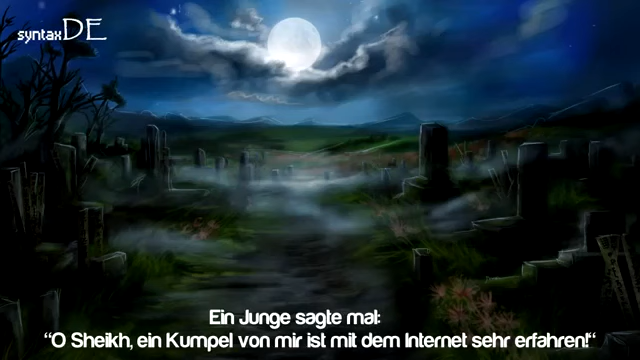 syntaxDE
Ein Junge sagte mal:
“O Sheikh, ein Kumpel von mir ist mit dem Internet sehr erfahren!“